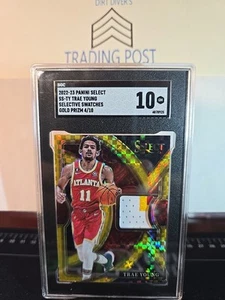 DIRT DIVER'S
TRADING POST
SGC
2022-23 PANINI SELECT
SS-TY TRAE YOUNG
SELECTIVE SWATCHES
GOLD PRIZM 4/10
10
SELECT
ATLANTA
11
TRAE YOUNG